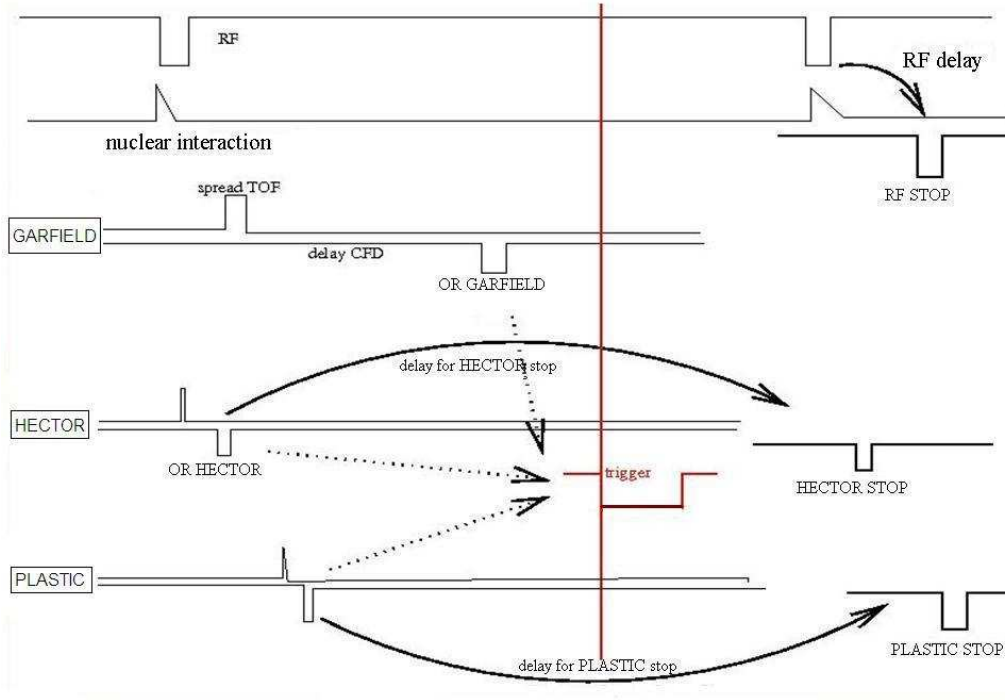 RF
RF delay
nuclear interaction
spread TOF
RF STOP
GARFIELD
delay CFD
OR GARFIELD
delay for HECTOR stop
HECTOR
OR HECTOR
trigger
HECTOR STOP
PLASTIC
PLASTIC STOP
delay for PLASTIC stop